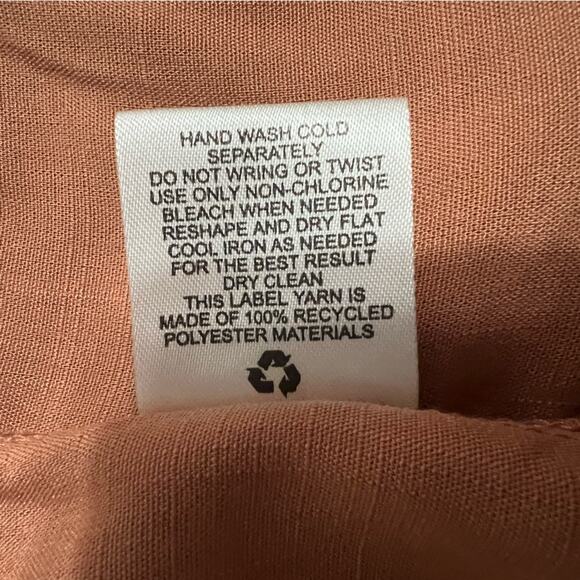 HAND WASH COLD
SEPARATELY
DO NOT WRING OR TWIST
USE ONLY NON-CHLORINE
BLEACH WHEN NEEDED
RESHAPE AND DRY FLAT
COOL IRON AS NEEDED
FOR THE BEST RESULT
DRY CLEAN
THIS LABEL YARN IS
MADE OF 100% RECYCLED
POLYESTER MATERIALS